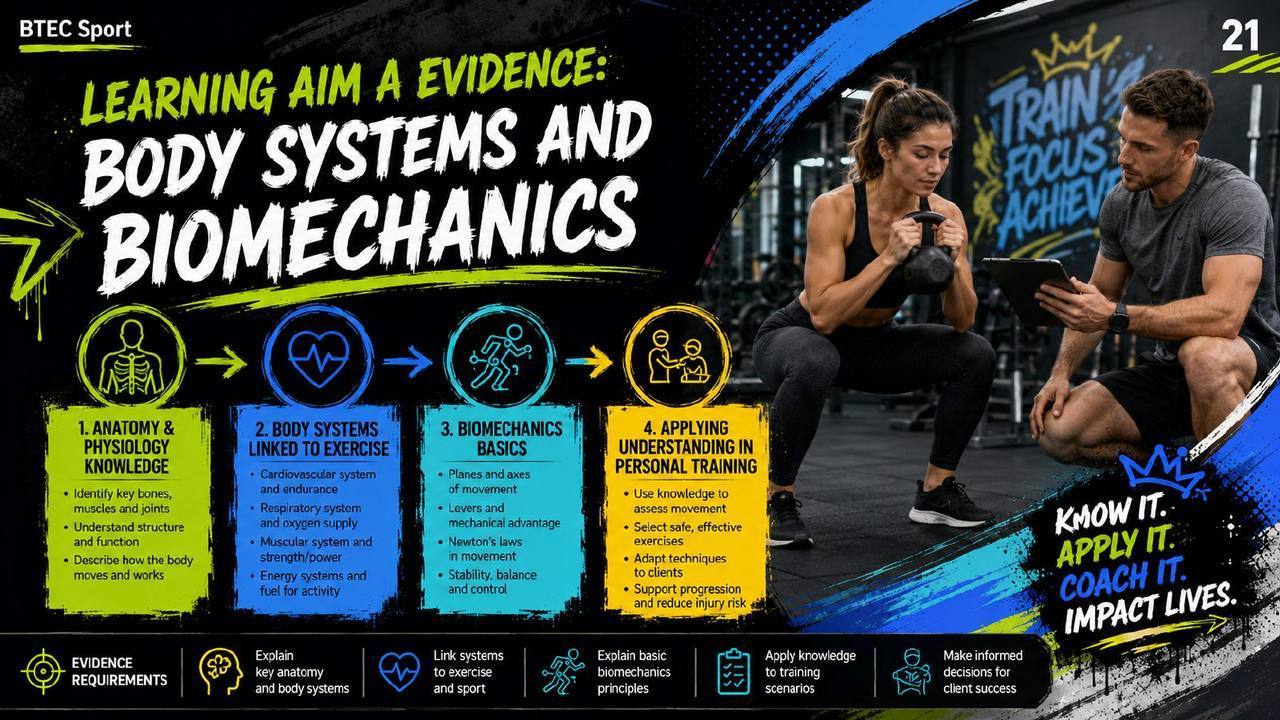 BTEC Sport
21
LEARNING AIM A EVIDENCE:
BODY SYSTEMS AND
BIOMECHANICS
TRAIN
FOCUS
ACHIEVE
1. ANATOMY &
PHYSIOLOGY
KNOWLEDGE
• Identify key bones,
muscles and joints
• Understand structure
and function
• Describe how the body
moves and works
2. BODY SYSTEMS
LINKED TO EXERCISE
• Cardiovascular system
and endurance
• Respiratory system
and oxygen supply
• Muscular system and
strength/power
• Energy systems and
fuel for activity
3. BIOMECHANICS
BASICS
• Planes and axes
of movement
• Levers and
mechanical advantage
• Newton's laws
in movement
• Stability, balance
and control
4. APPLYING
UNDERSTANDING IN
PERSONAL TRAINING
• Use knowledge to
assess movement
• Select safe, effective
exercises
• Adapt techniques
to clients
• Support progression
and reduce injury risk
KNOW IT.
APPLY IT.
COACH IT.
IMPACT LIVES.
EVIDENCE
REQUIREMENTS
Explain
key anatomy
and body systems
Link systems
to exercise
and sport
Explain basic
biomechanics
principles
Apply knowledge
to training
scenarios
Make informed
decisions for
client success